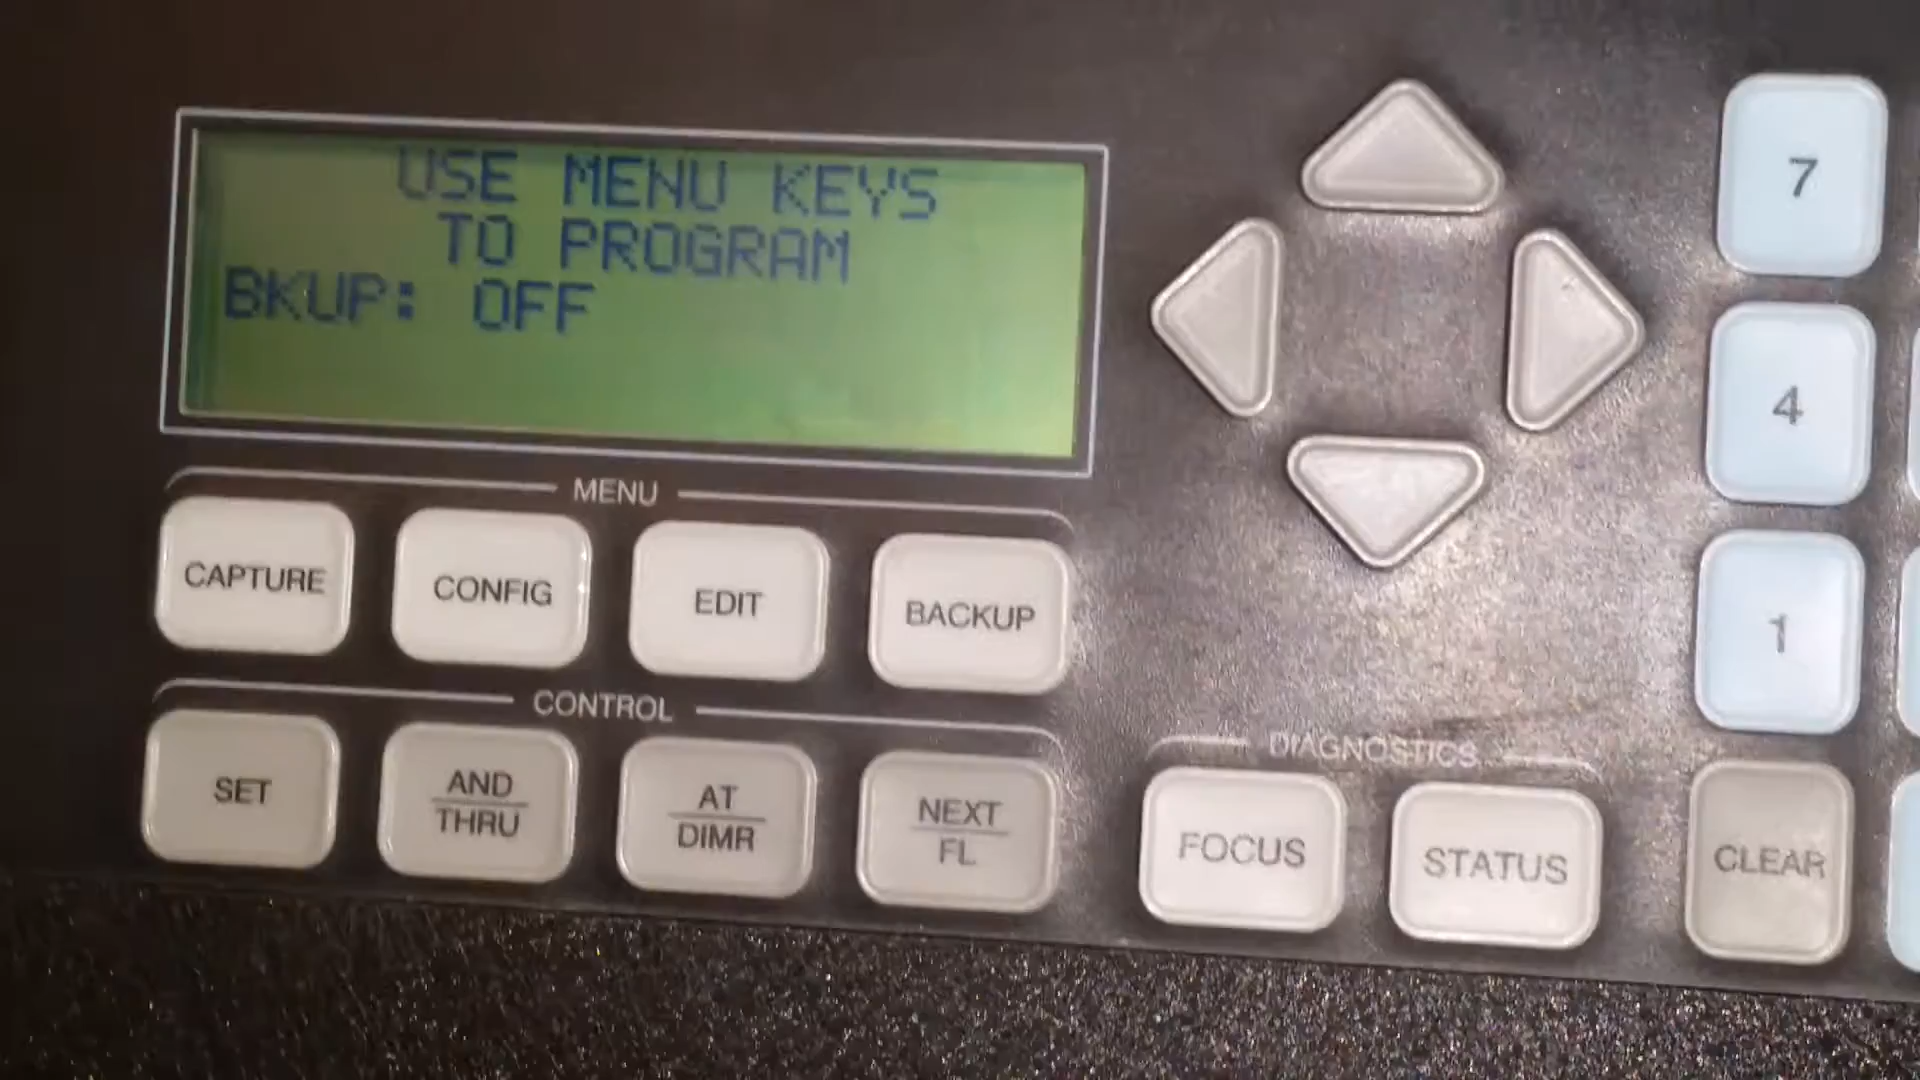 USE MENU KEYS
TO PROGRAM
BKUP: OFF
MENU
CAPTURE
CONFIG
EDIT
BACKUP
CONTROL
SET
AND
THRU
AT
DIMR
NEXT
FL
DIAGNOSTICS
FOCUS
STATUS
7
4
1
CLEAR